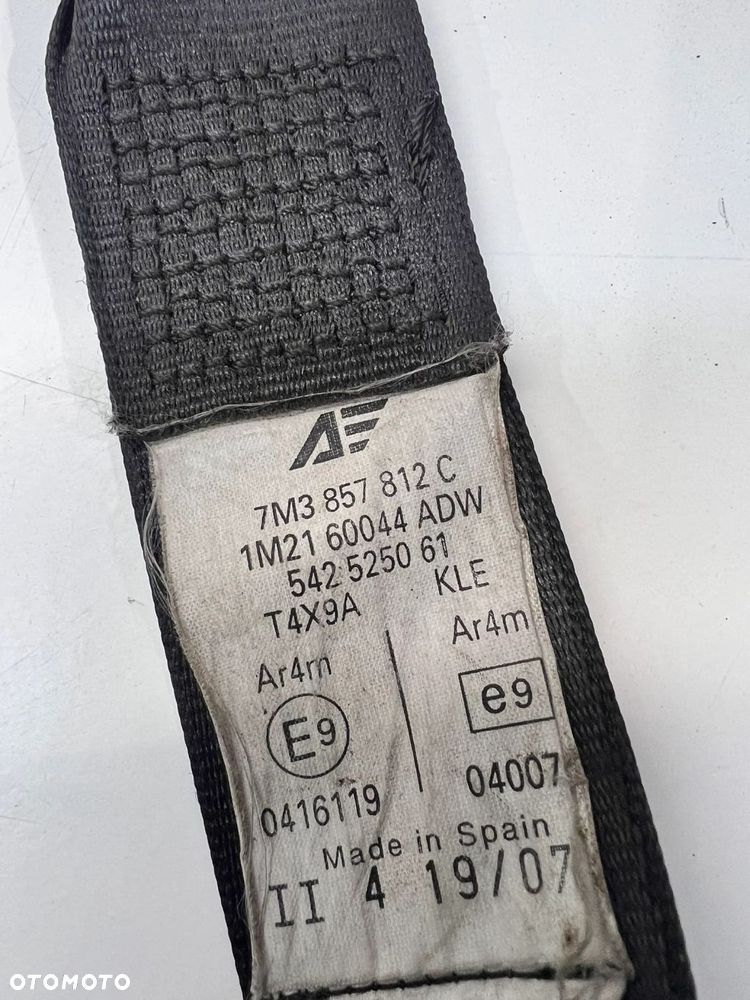 AE
7M3 857 812 C
1M21 60044 ADW
542 5250 61
T4X9A KLE
Ar4m Ar4m
E9 e9
0416119 04007
Made in Spain
II 4 19/07
OTOMOTO